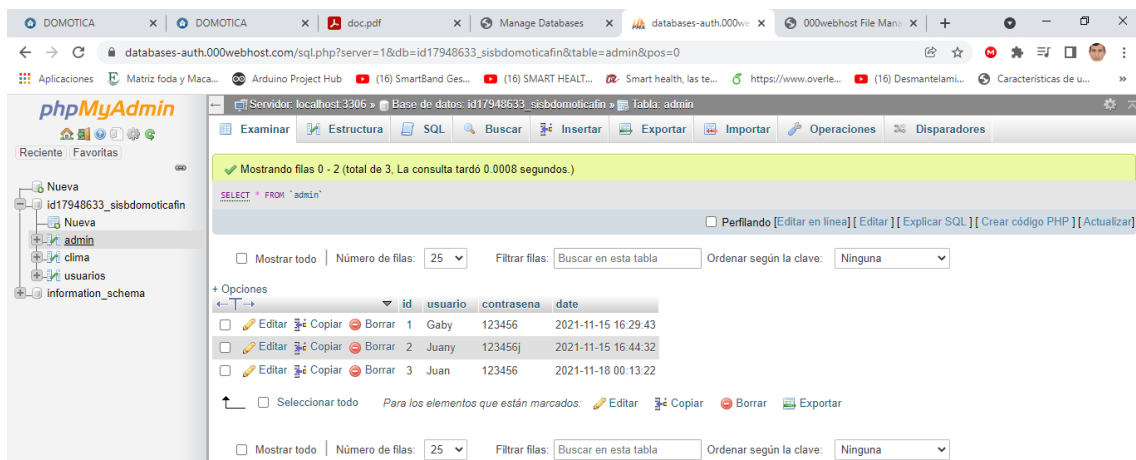 DOMOTICA DOMOTICA doc.pdf Manage Databases databases-auth.000we 000webhost File Mana
databases-auth.000webhost.com/sql.php?server=1&db=id17948633_sisbdomoticafin&table=admin&pos=0
Aplicaciones Matriz foda y Maca... Arduino Project Hub (16) SmartBand Ges... (16) SMART HEALT... Smart health, las te... https://www.overle... (16) Desmantelami... Características de u... »
phpMyAdmin
Reciente Favoritas
Nueva
id17948633_sisbdomoticafin
Nueva
admin
clima
usuarios
information_schema
Servidor: localhost:3306 » Base de datos: id17948633_sisbdomoticafin » Tabla: admin
Examinar Estructura SQL Buscar Insertar Exportar Importar Operaciones Disparadores
Mostrando filas 0 - 2 (total de 3, La consulta tardó 0.0008 segundos.)
SELECT * FROM `admin`
Perfilando [Editar en línea] [ Editar ] [ Explicar SQL ] [ Crear código PHP ] [ Actualizar]
Mostrar todo Número de filas: 25 Filtrar filas: Buscar en esta tabla Ordenar según la clave: Ninguna
+ Opciones
←T→ id usuario contrasena date
Editar Copiar Borrar 1 Gaby 123456 2021-11-15 16:29:43
Editar Copiar Borrar 2 Juany 123456j 2021-11-15 16:44:32
Editar Copiar Borrar 3 Juan 123456 2021-11-18 00:13:22
Seleccionar todo Para los elementos que están marcados: Editar Copiar Borrar Exportar
Mostrar todo Número de filas: 25 Filtrar filas: Buscar en esta tabla Ordenar según la clave: Ninguna